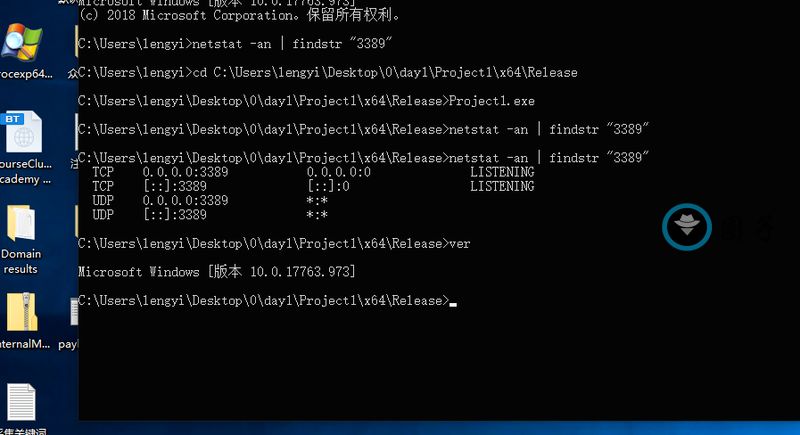 Microsoft Windows [版本 10.0.17763.973]
(c) 2018 Microsoft Corporation。保留所有权利。
C:\Users\lengyi>netstat -an | findstr "3389"
C:\Users\lengyi>cd C:\Users\lengyi\Desktop\0\day1\Project1\x64\Release
C:\Users\lengyi\Desktop\0\day1\Project1\x64\Release>Project1.exe
C:\Users\lengyi\Desktop\0\day1\Project1\x64\Release>netstat -an | findstr "3389"
C:\Users\lengyi\Desktop\0\day1\Project1\x64\Release>netstat -an | findstr "3389"
TCP 0.0.0.0:3389 0.0.0.0:0 LISTENING
TCP [::]:3389 [::]:0 LISTENING
UDP 0.0.0.0:3389 *:*
UDP [::]:3389 *:*
C:\Users\lengyi\Desktop\0\day1\Project1\x64\Release>ver
Microsoft Windows [版本 10.0.17763.973]
C:\Users\lengyi\Desktop\0\day1\Project1\x64\Release>
rocexp64...
BT
ourseClu...
cademy ...
Domain
results
nternalM...